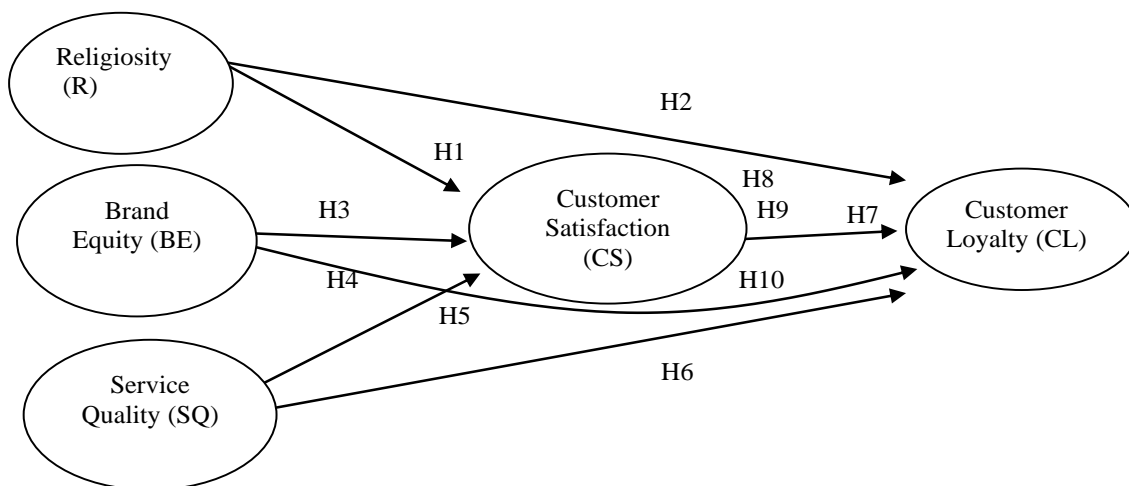 Religiosity
(R)
H2
H1
H8
H9
H7
Customer
Satisfaction
(CS)
Customer
Loyalty (CL)
Brand
Equity (BE)
H3
H4
H10
H5
H6
Service
Quality (SQ)